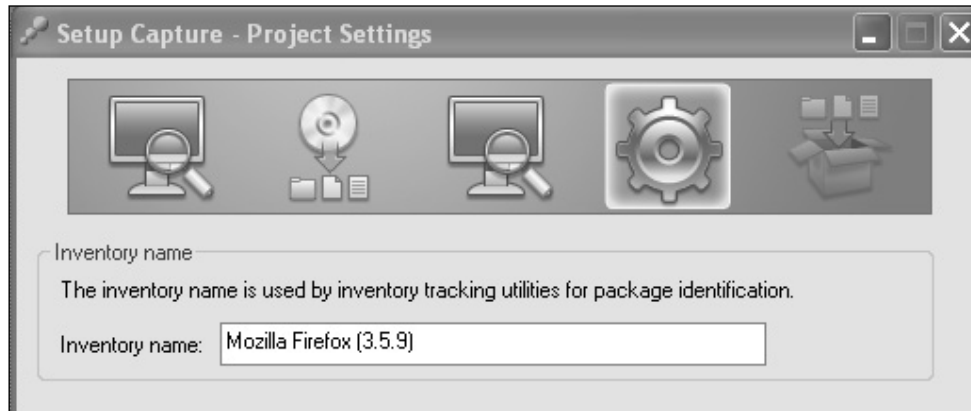 Setup Capture - Project Settings
Inventory name
The inventory name is used by inventory tracking utilities for package identification.
Inventory name: Mozilla Firefox (3.5.9)